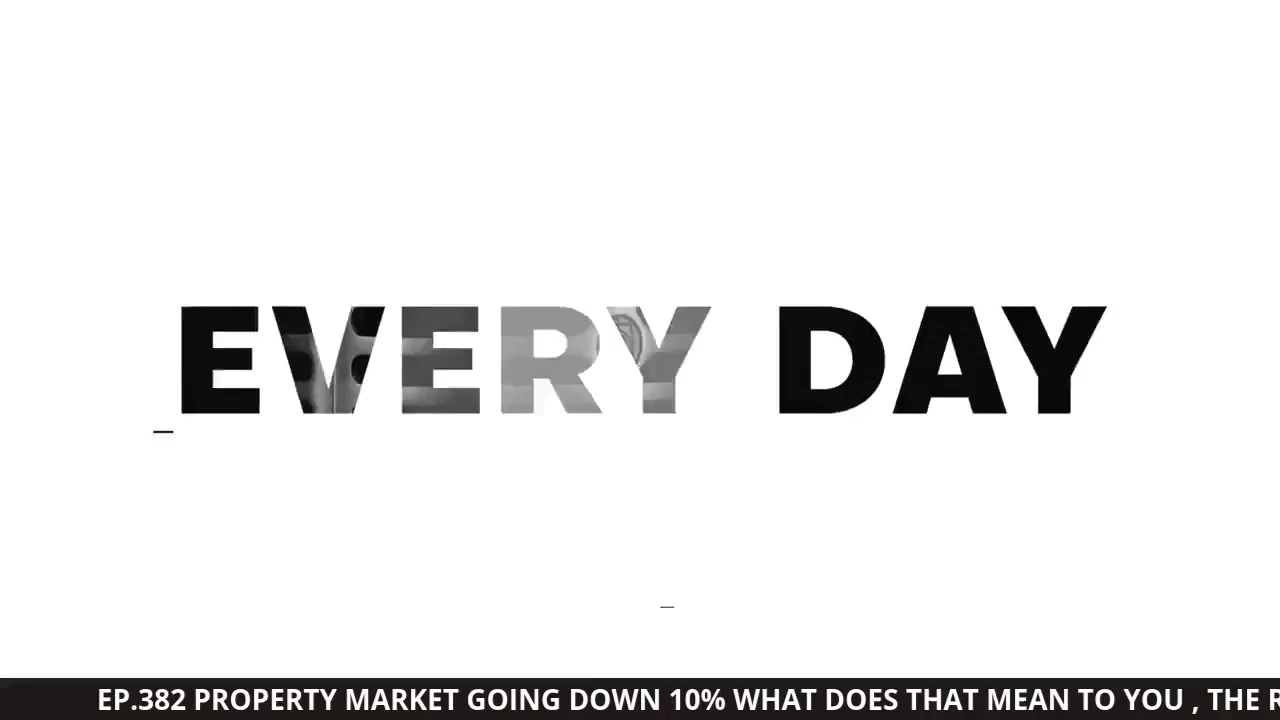 EVERY DAY
EP.382 PROPERTY MARKET GOING DOWN 10% WHAT DOES THAT MEAN TO YOU , THE